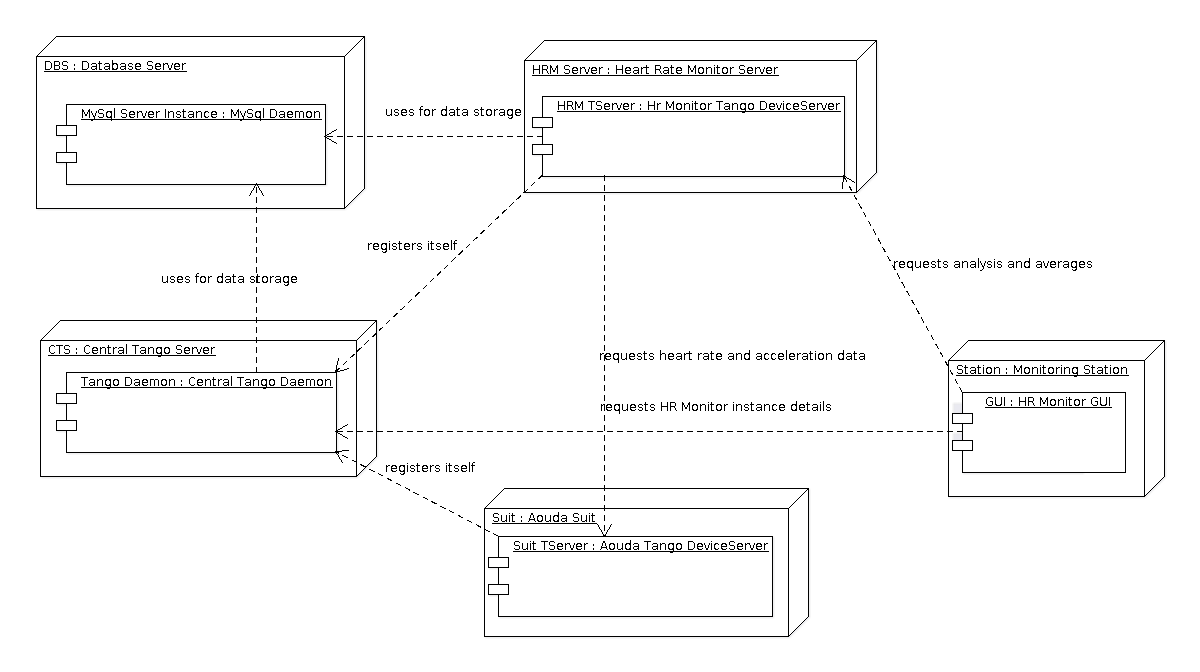 DBS : Database Server
HRM Server : Heart Rate Monitor Server
MySql Server Instance : MySql Daemon
uses for data storage
HRM TServer : Hr Monitor Tango DeviceServer
registers itself
requests analysis and averages
uses for data storage
CTS : Central Tango Server
requests heart rate and acceleration data
Station : Monitoring Station
Tango Daemon : Central Tango Daemon
requests HR Monitor instance details
GUI : HR Monitor GUI
registers itself
Suit : Aouda Suit
Suit TServer : Aouda Tango DeviceServer